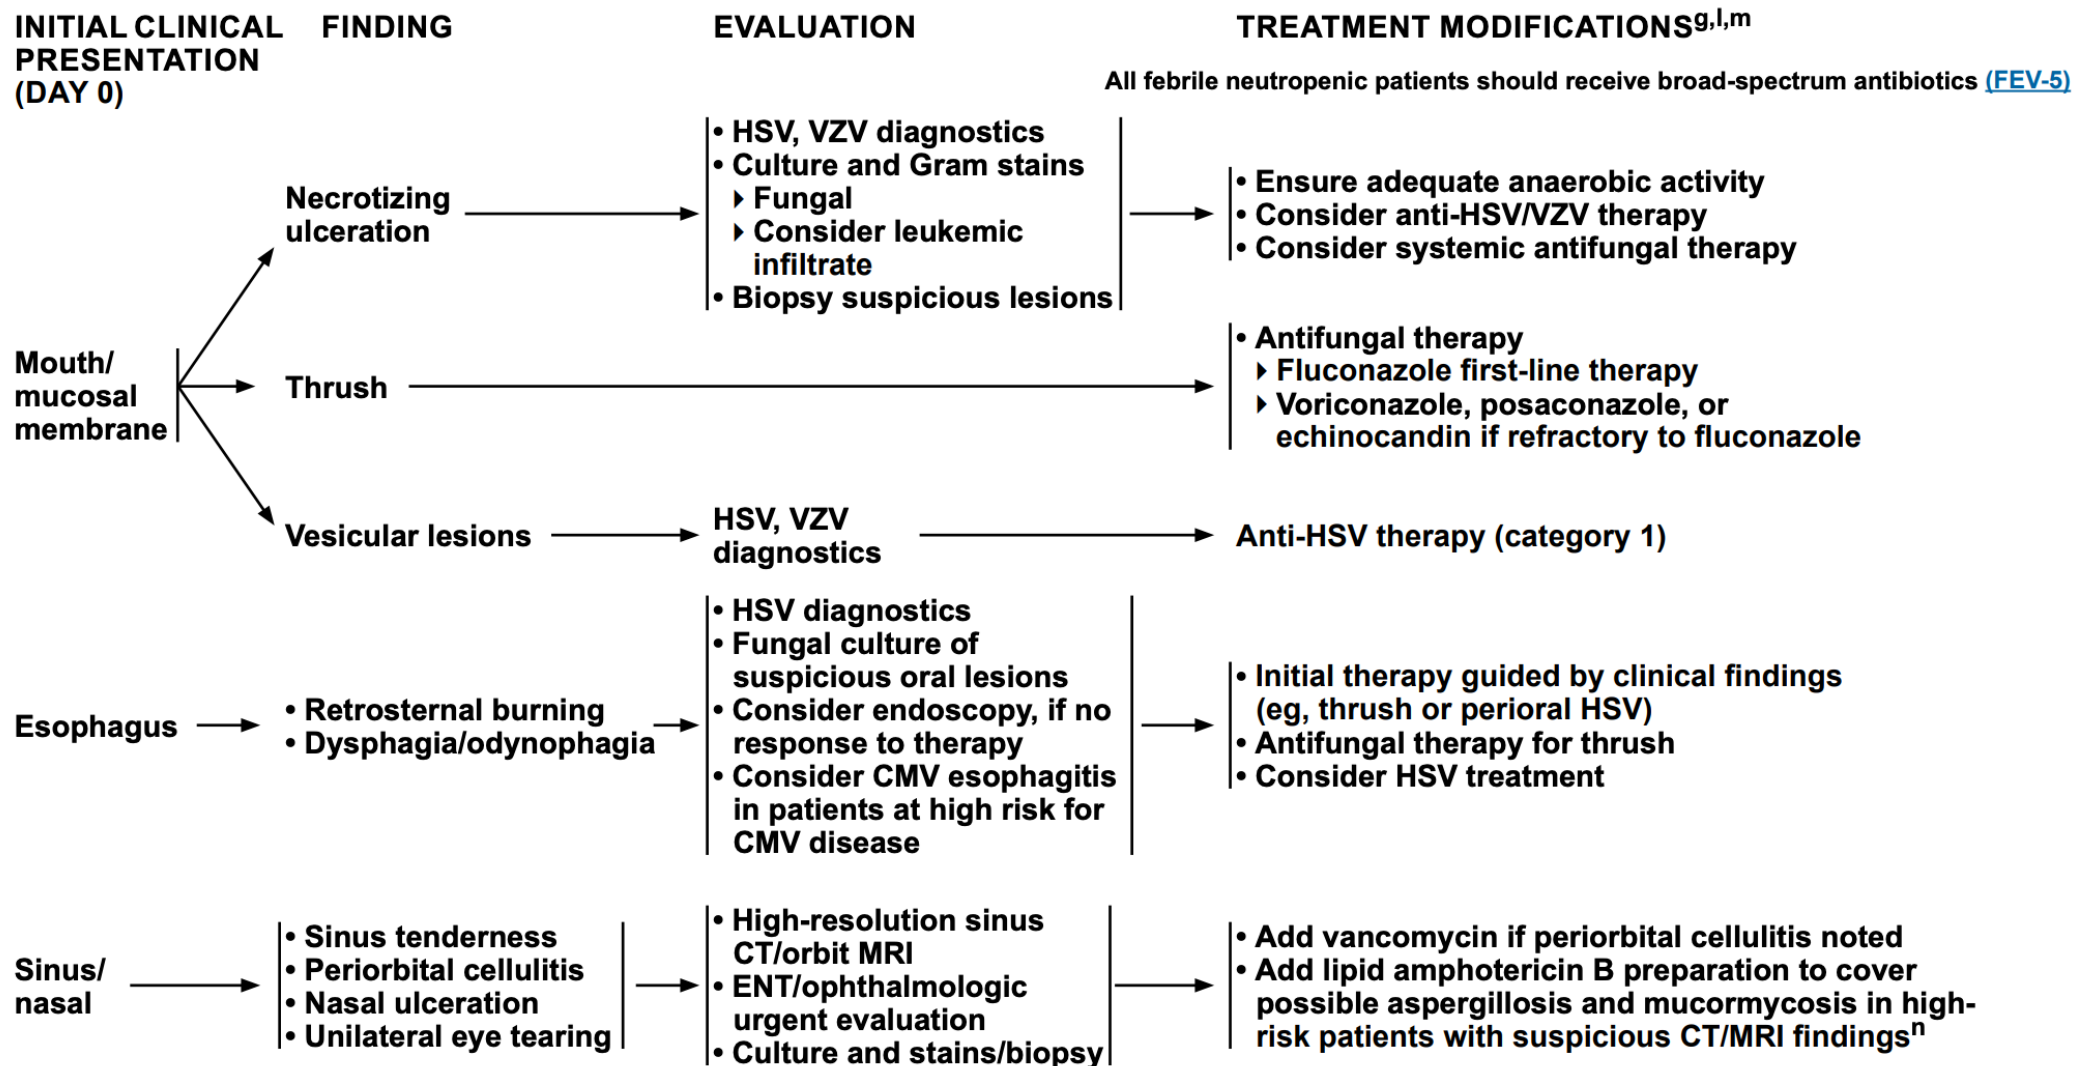 INITIAL CLINICAL PRESENTATION (DAY 0)
FINDING
EVALUATION
TREATMENT MODIFICATIONSg,l,m
All febrile neutropenic patients should receive broad-spectrum antibiotics (FEV-5)
Mouth/
mucosal
membrane
Necrotizing
ulceration
• HSV, VZV diagnostics
• Culture and Gram stains
‣ Fungal
‣ Consider leukemic
infiltrate
• Biopsy suspicious lesions
• Ensure adequate anaerobic activity
• Consider anti-HSV/VZV therapy
• Consider systemic antifungal therapy
Thrush
• Antifungal therapy
‣ Fluconazole first-line therapy
‣ Voriconazole, posaconazole, or
echinocandin if refractory to fluconazole
Vesicular lesions
HSV, VZV
diagnostics
Anti-HSV therapy (category 1)
Esophagus
• Retrosternal burning
• Dysphagia/odynophagia
• HSV diagnostics
• Fungal culture of
suspicious oral lesions
• Consider endoscopy, if no
response to therapy
• Consider CMV esophagitis
in patients at high risk for
CMV disease
• Initial therapy guided by clinical findings
(eg, thrush or perioral HSV)
• Antifungal therapy for thrush
• Consider HSV treatment
Sinus/
nasal
• Sinus tenderness
• Periorbital cellulitis
• Nasal ulceration
• Unilateral eye tearing
• High-resolution sinus
CT/orbit MRI
• ENT/ophthalmologic
urgent evaluation
• Culture and stains/biopsy
• Add vancomycin if periorbital cellulitis noted
• Add lipid amphotericin B preparation to cover
possible aspergillosis and mucormycosis in high-
risk patients with suspicious CT/MRI findingsn